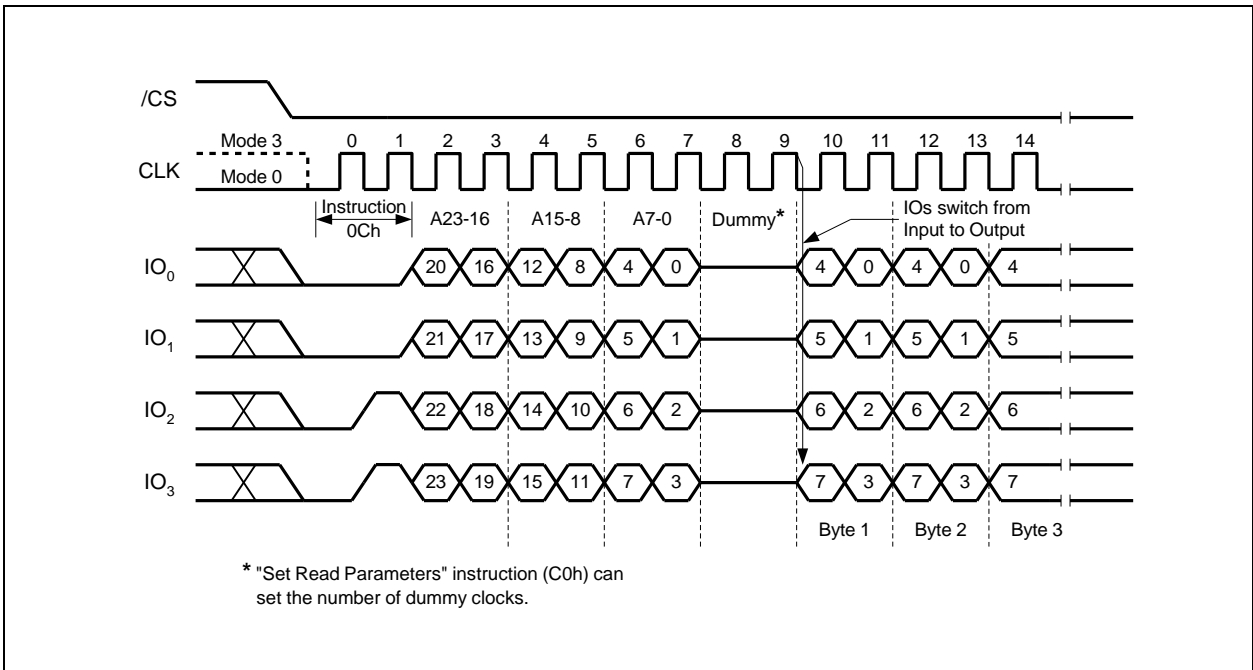 /CS
Mode 3 0 1 2 3 4 5 6 7 8 9 10 11 12 13 14
CLK Mode 0
Instruction
0Ch
A23-16 A15-8 A7-0 Dummy*
IOs switch from
Input to Output
IO0 20 16 12 8 4 0 4 0 4 0 4
IO1 21 17 13 9 5 1 5 1 5 1 5
IO2 22 18 14 10 6 2 6 2 6 2 6
IO3 23 19 15 11 7 3 7 3 7 3 7
Byte 1 Byte 2 Byte 3
* "Set Read Parameters" instruction (C0h) can
set the number of dummy clocks.